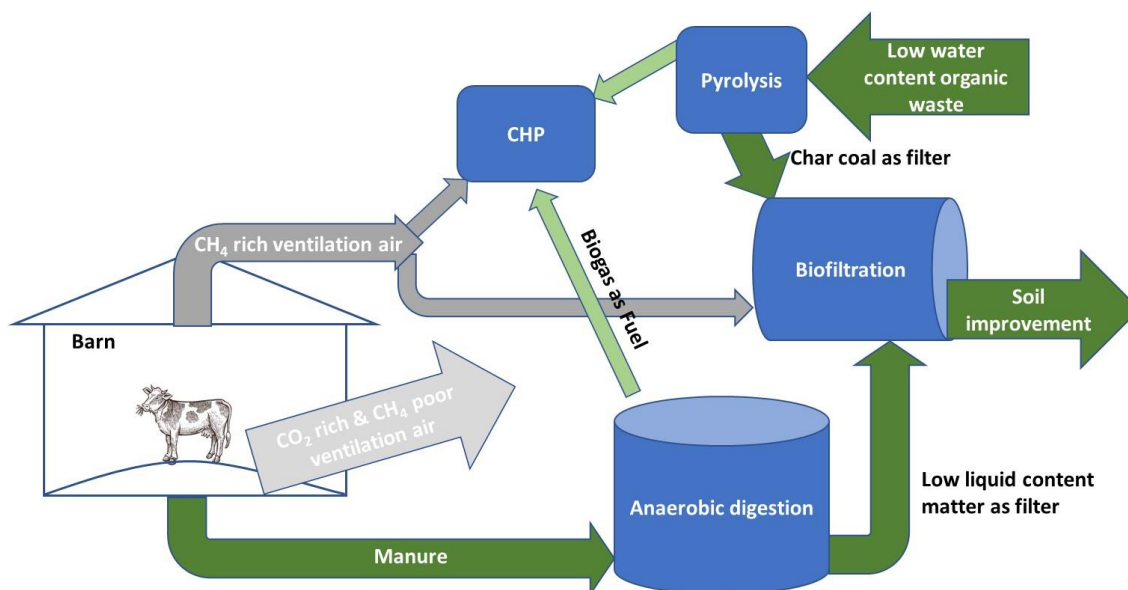 Low water
content organic
waste
Pyrolysis
CHP
Char coal as filter
CH₄ rich ventilation air
Biofiltration
Biogas as Fuel
Soil
improvement
Barn
CO₂ rich & CH₄ poor
ventilation air
Low liquid content
matter as filter
Anaerobic digestion
Manure